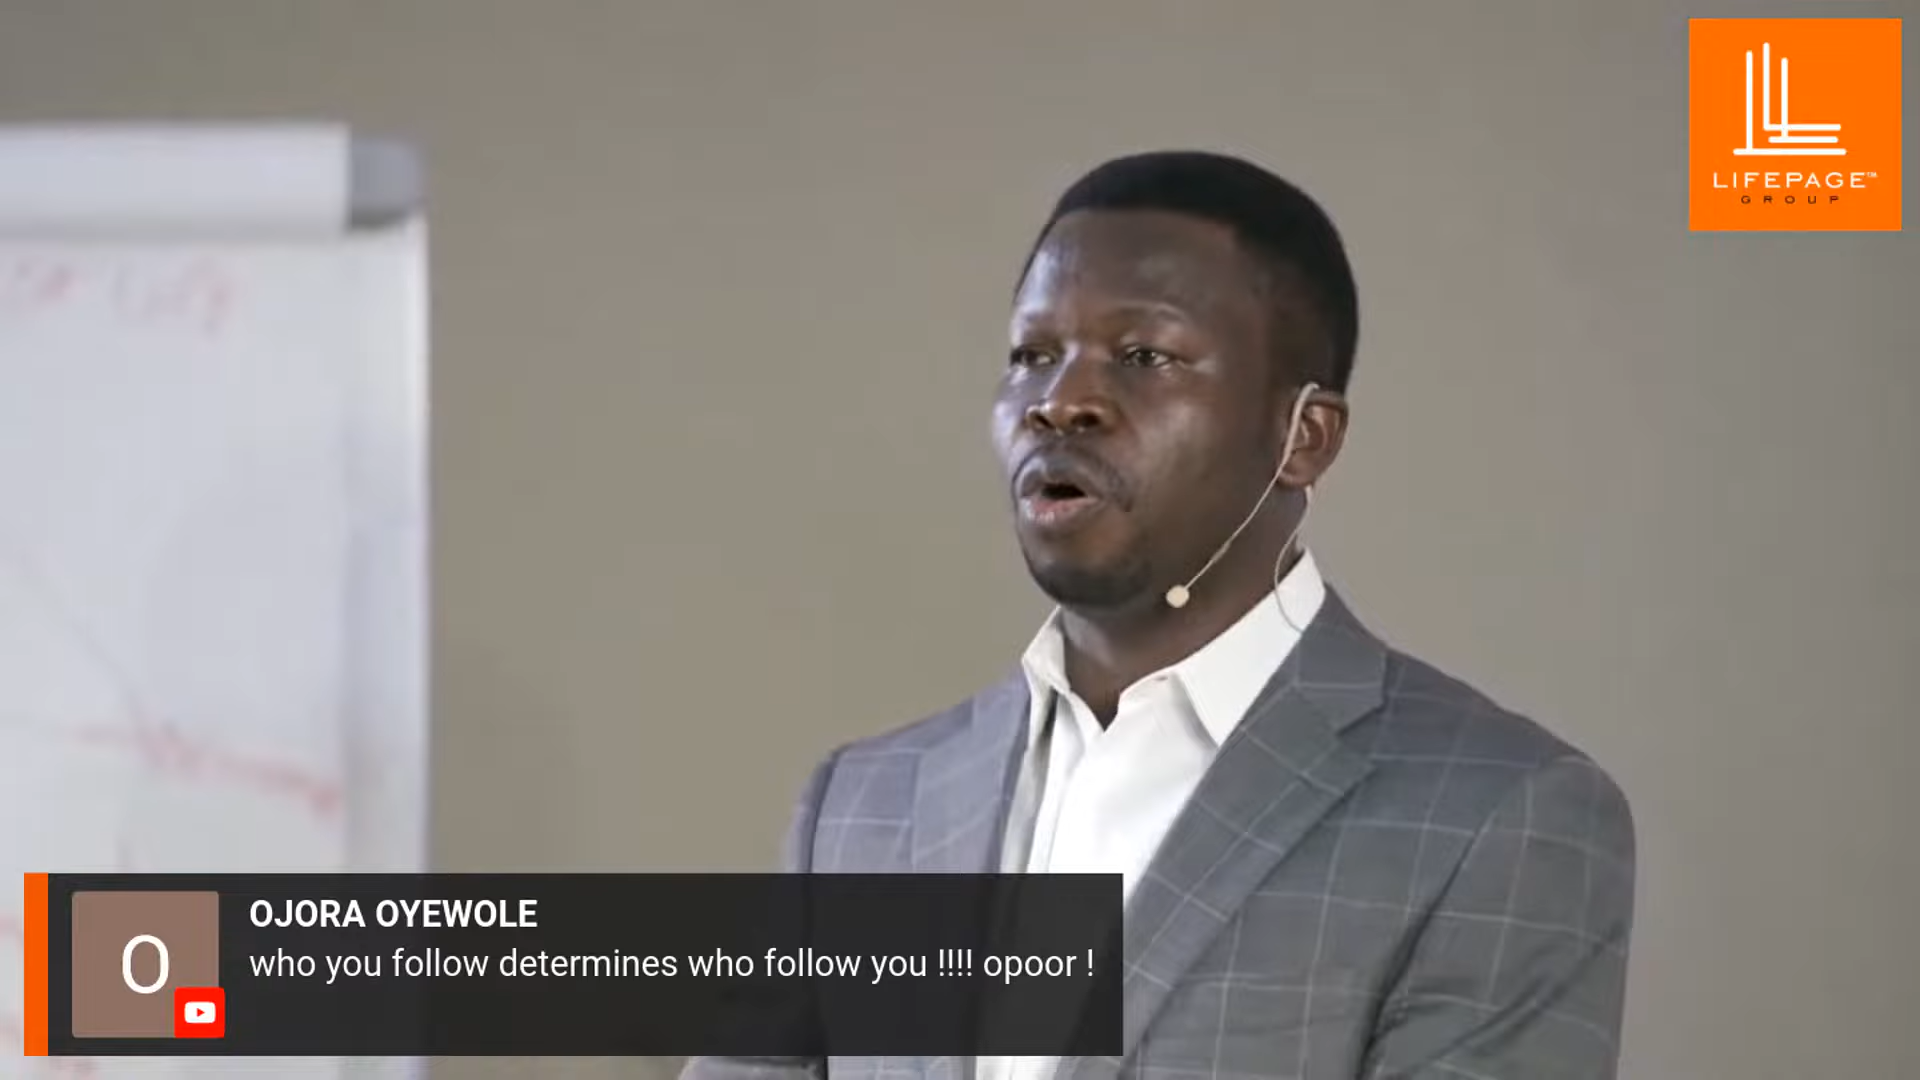 LIFEPAGE™
GROUP
OJORA OYEWOLE
O
who you follow determines who follow you !!!! opoor !